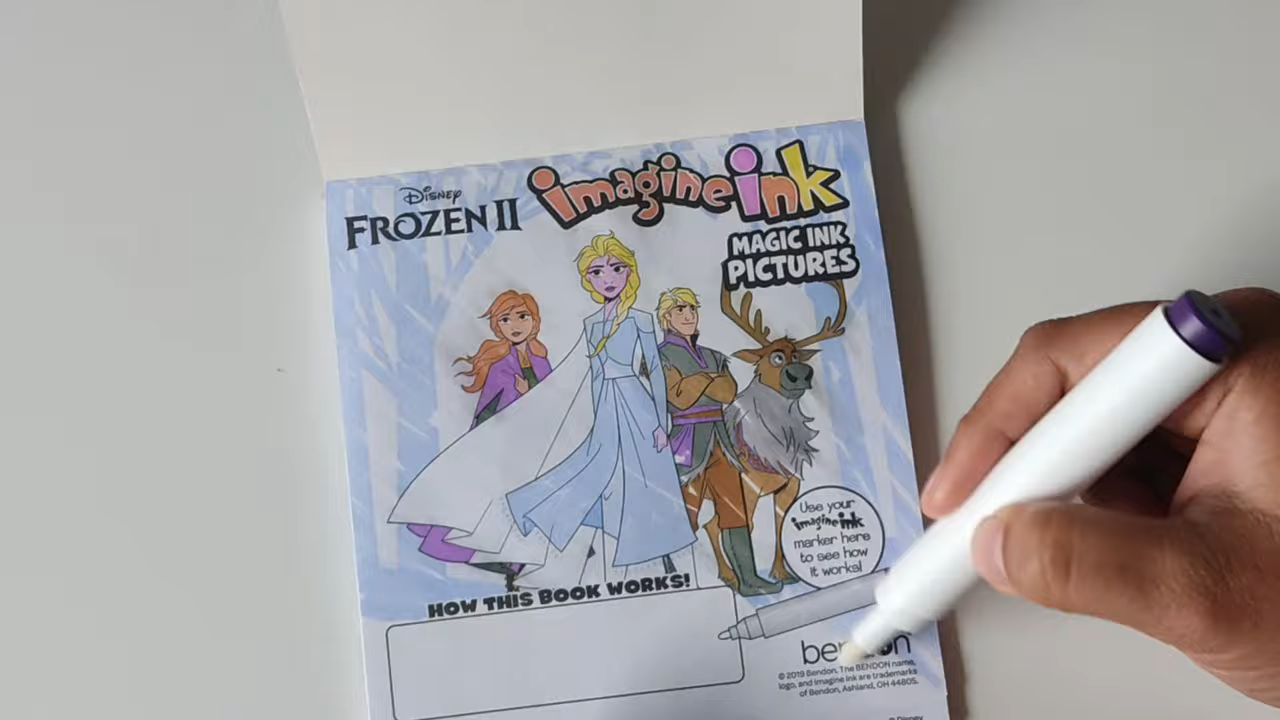 Disney
FROZEN II
imagine ink
MAGIC INK
PICTURES
Use your
imagine ink
marker here
to see how
it works!
HOW THIS BOOK WORKS!
© 2019 Bendon. The BENDON name,
logo, and Imagine Ink are trademarks
of Bendon, Ashland, OH 44805.
© Disney